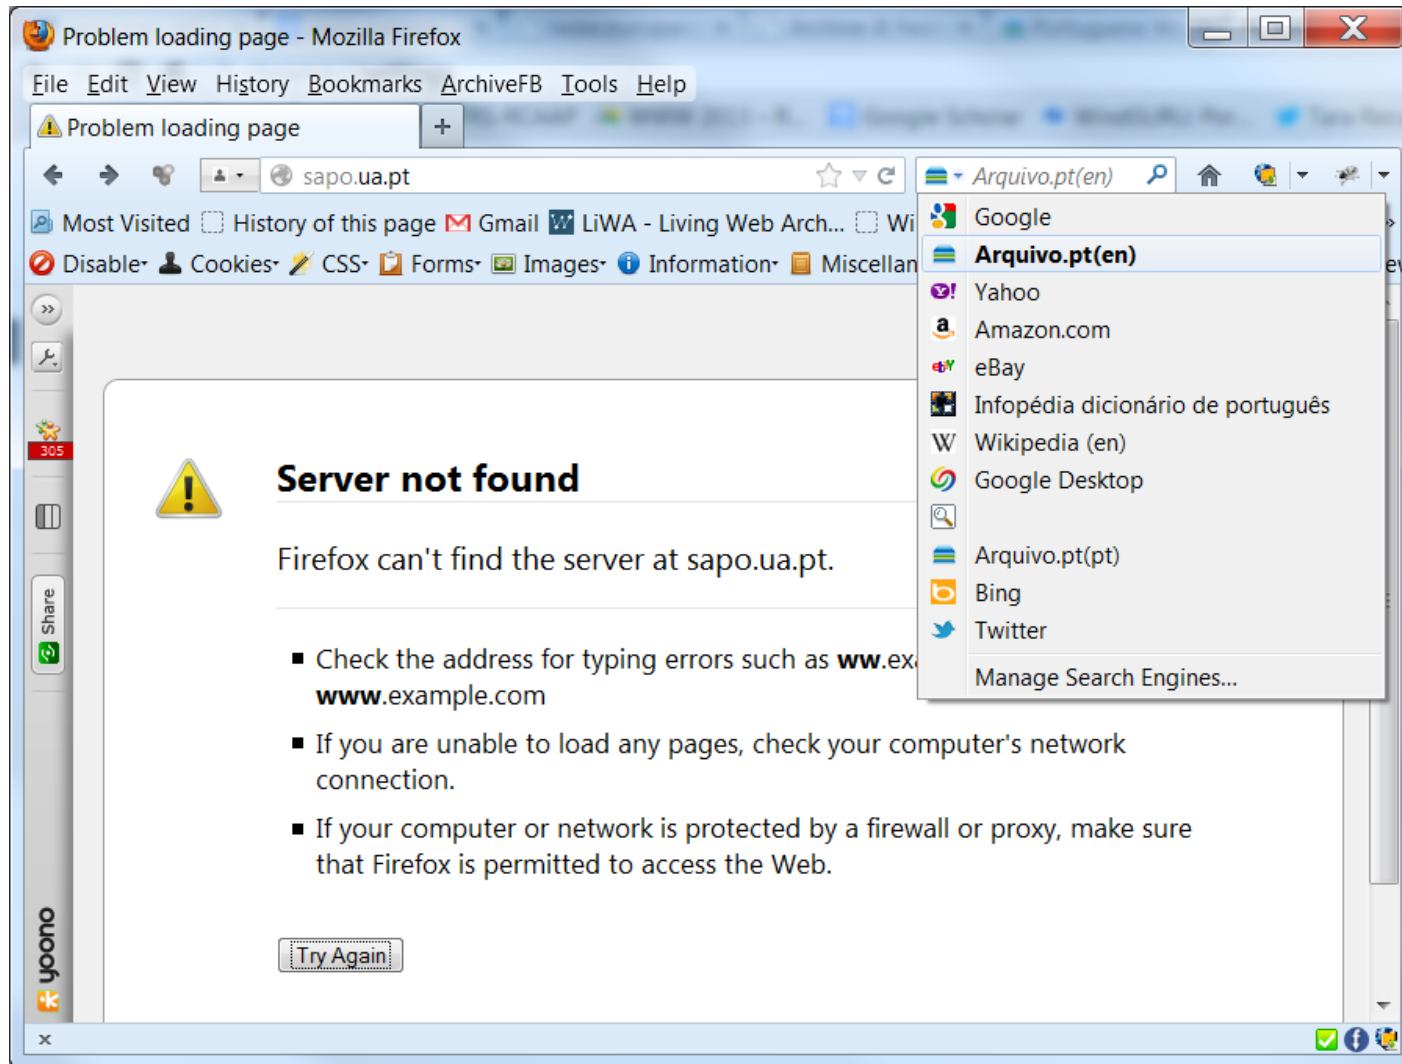 Problem loading page - Mozilla Firefox
File Edit View History Bookmarks ArchiveFB Tools Help
Problem loading page
sapo.ua.pt
Arquivo.pt(en)
Most Visited History of this page Gmail LiWA - Living Web Arch... Wi
Disable Cookies CSS Forms Images Information Miscellan
Google
Arquivo.pt(en)
Yahoo
Amazon.com
eBay
Infopédia dicionário de português
Wikipedia (en)
Google Desktop
Arquivo.pt(pt)
Bing
Twitter
Manage Search Engines...
305
Share
yoono
Server not found
Firefox can't find the server at sapo.ua.pt.
Check the address for typing errors such as ww.exa
www.example.com
If you are unable to load any pages, check your computer's network
connection.
If your computer or network is protected by a firewall or proxy, make sure
that Firefox is permitted to access the Web.
Try Again